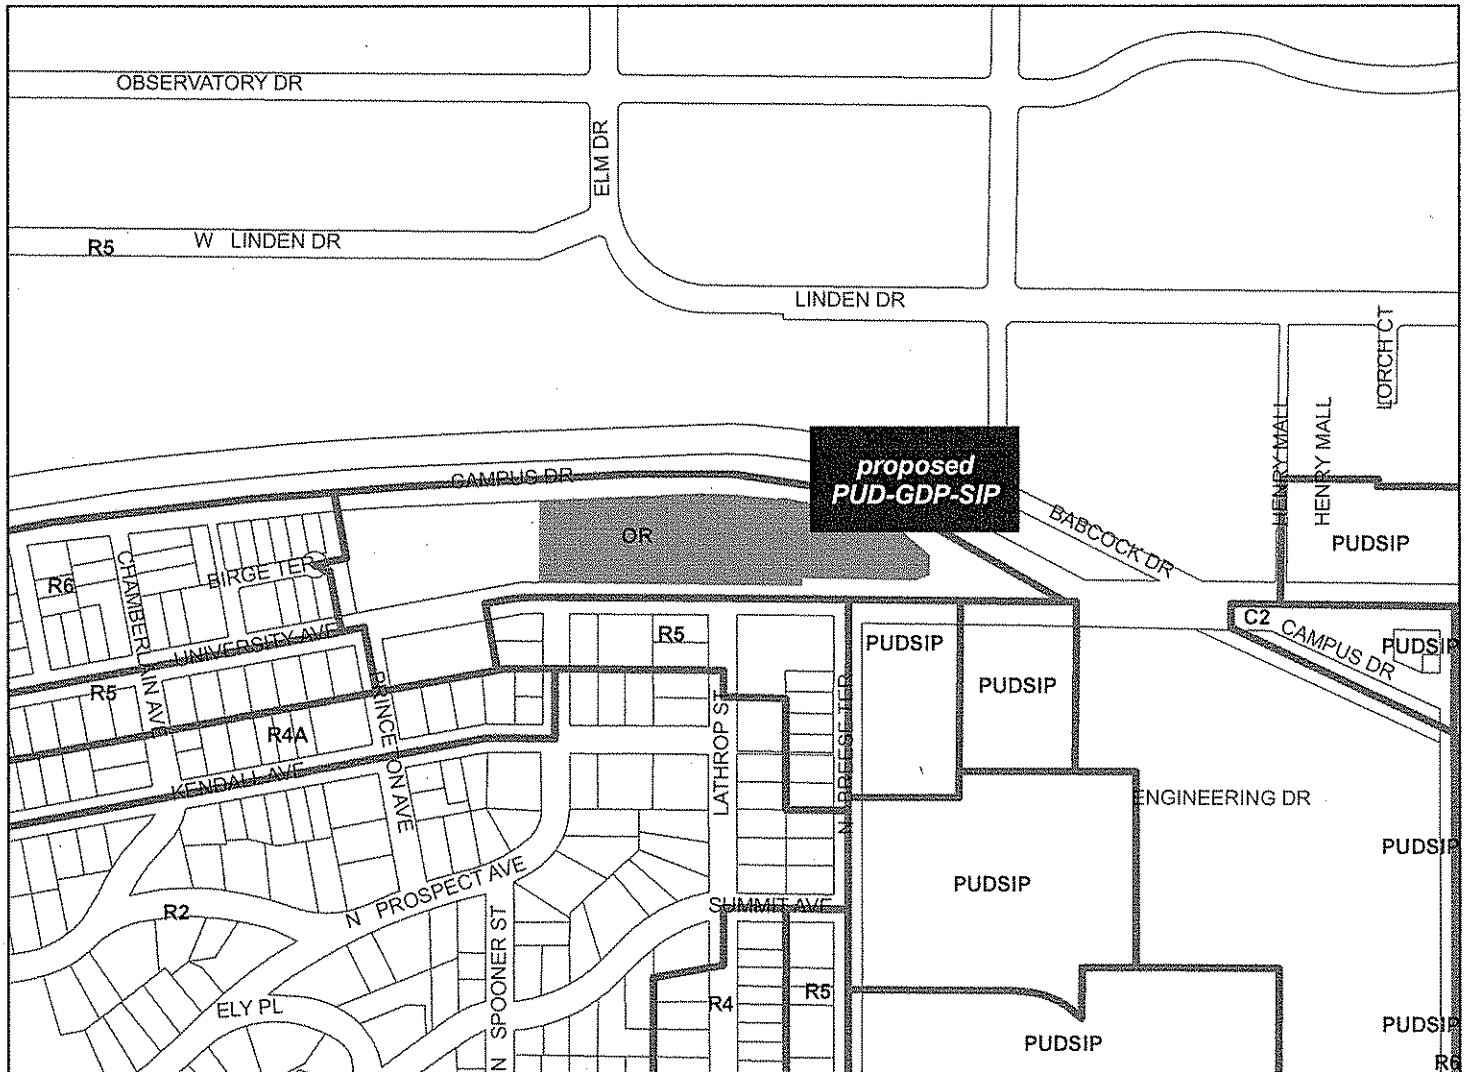 OBSERVATORY DR
ELM DR
R5
W LINDEN DR
LINDEN DR
LORCH CT
HENRY MALL
HENRY MALL
proposed
PUD-GDP-SIP
CAMPUS DR
BABCOCK DR
OR
PUDSIP
R6
CHAMBERLAIN AVE
BIRGE TER
UNIVERSITY AVE
R5
C2
CAMPUS DR
PUDSIP
PUDSIP
PUDSIP
R5
R4A
PRINCETON AVE
LATHROP ST
N BREESE TER
KENDALL AVE
ENGINEERING DR
PUDSIP
PUDSIP
N PROSPECT AVE
R2
SUMMIT AVE
N SPOONER ST
ELY PL
R4
R5
PUDSIP
PUDSIP
R6